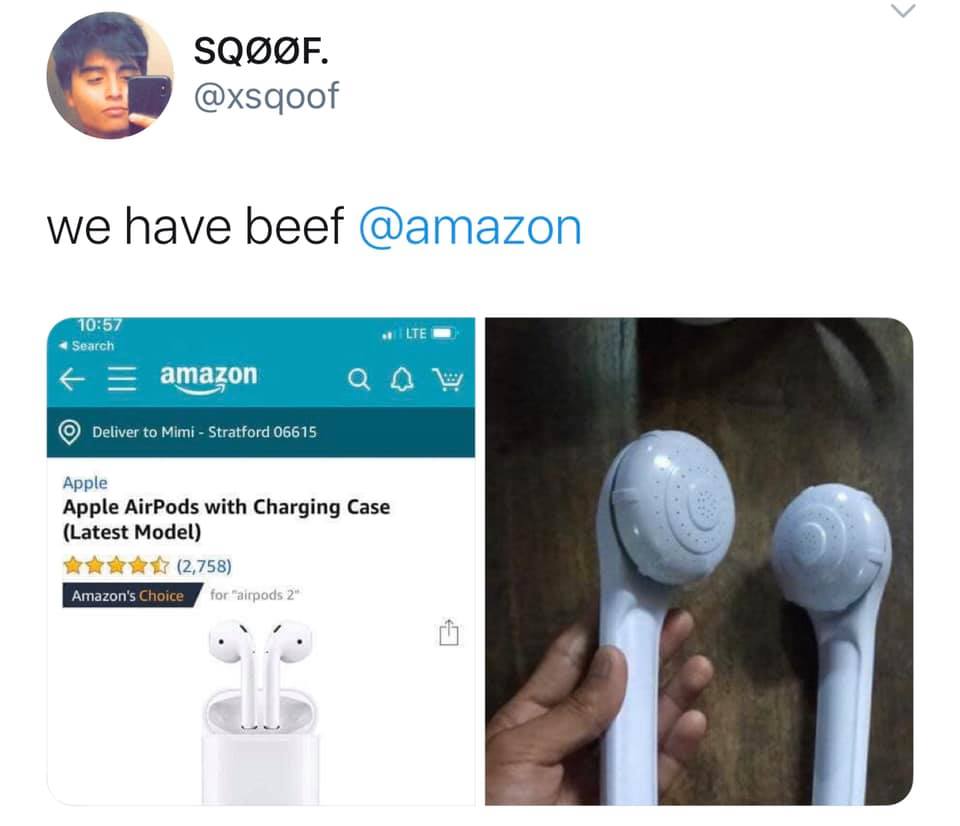 SQØØF.
@xsqoof
we have beef @amazon
10:57
LTE
◀ Search
amazon
Deliver to Mimi - Stratford 06615
Apple
Apple AirPods with Charging Case
(Latest Model)
(2,758)
Amazon's Choice for "airpods 2"